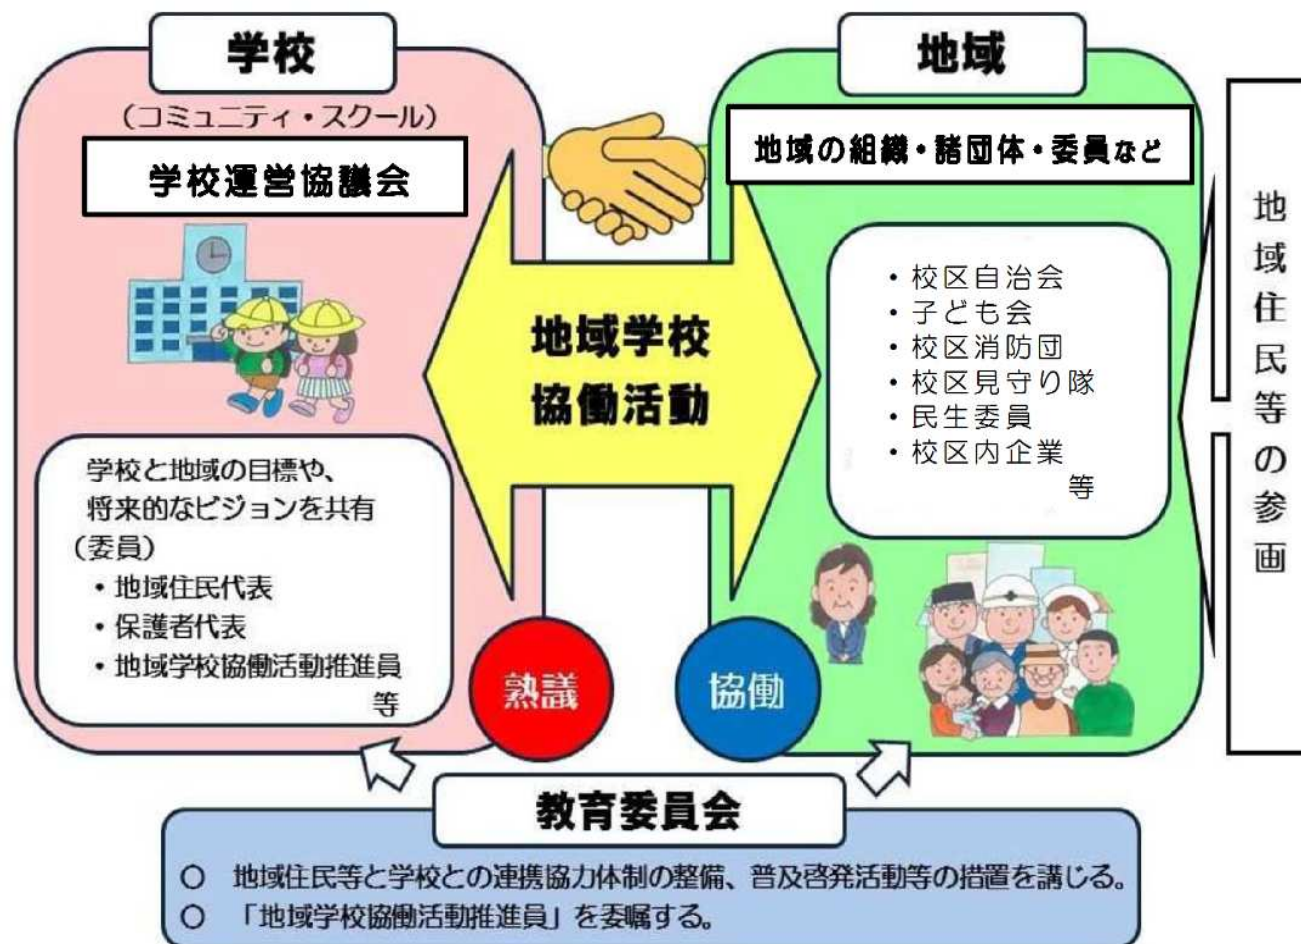 学校
(コミュニティ・スクール)
学校運営協議会
学校と地域の目標や、
将来的なビジョンを共有
(委員)
・地域住民代表
・保護者代表
・地域学校協働活動推進員
等
地域学校
協働活動
熟議
協働
地域
地域の組織・諸団体・委員など
・校区自治会
・子ども会
・校区消防団
・校区見守り隊
・民生委員
・校区内企業
等
地域住民等の参画
教育委員会
○ 地域住民等と学校との連携協力体制の整備、普及啓発活動等の措置を講じる。
○ 「地域学校協働活動推進員」を委嘱する。